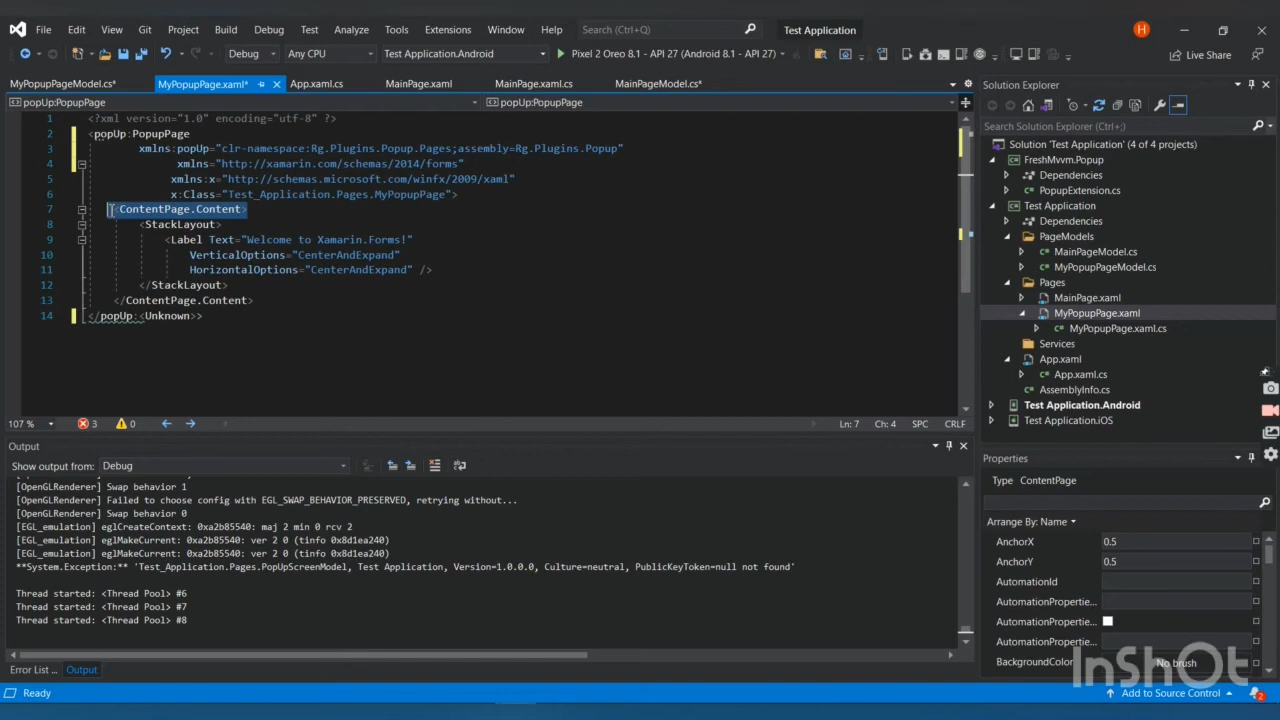 File Edit View Git Project Build Debug Test Analyze Tools Extensions Window Help Search (Ctrl+Q) Test Application H
Debug Any CPU Test Application.Android Pixel 2 Oreo 8.1 - API 27 (Android 8.1 - API 27) Live Share
MyPopupPageModel.cs* MyPopupPage.xaml* App.xaml.cs MainPage.xaml MainPage.xaml.cs MainPageModel.cs*
popUp:PopupPage popUp:PopupPage
1 <?xml version="1.0" encoding="utf-8" ?>
2 <popUp:PopupPage
3 xmlns:popUp="clr-namespace:Rg.Plugins.Popup.Pages;assembly=Rg.Plugins.Popup"
4 xmlns="http://xamarin.com/schemas/2014/forms"
5 xmlns:x="http://schemas.microsoft.com/winfx/2009/xaml"
6 x:Class="Test_Application.Pages.MyPopupPage">
7 <ContentPage.Content>
8 <StackLayout>
9 <Label Text="Welcome to Xamarin.Forms!"
10 VerticalOptions="CenterAndExpand"
11 HorizontalOptions="CenterAndExpand" />
12 </StackLayout>
13 </ContentPage.Content>
14 </popUp:<Unknown>>
107 % 3 0 Ln: 7 Ch: 4 SPC CRLF
Output
Show output from: Debug
[OpenGLRenderer] Swap behavior 1
[OpenGLRenderer] Failed to choose config with EGL_SWAP_BEHAVIOR_PRESERVED, retrying without...
[OpenGLRenderer] Swap behavior 0
[EGL_emulation] eglCreateContext: 0xa2b85540: maj 2 min 0 rcv 2
[EGL_emulation] eglMakeCurrent: 0xa2b85540: ver 2 0 (tinfo 0x8d1ea240)
[EGL_emulation] eglMakeCurrent: 0xa2b85540: ver 2 0 (tinfo 0x8d1ea240)
**System.Exception:** 'Test_Application.Pages.PopUpScreenModel, Test Application, Version=1.0.0.0, Culture=neutral, PublicKeyToken=null not found'
Thread started: <Thread Pool> #6
Thread started: <Thread Pool> #7
Thread started: <Thread Pool> #8
Error List ... Output
Solution Explorer
Search Solution Explorer (Ctrl+;)
Solution 'Test Application' (4 of 4 projects)
FreshMvvm.Popup
Dependencies
PopupExtension.cs
Test Application
Dependencies
PageModels
MainPageModel.cs
MyPopupPageModel.cs
Pages
MainPage.xaml
MyPopupPage.xaml
MyPopupPage.xaml.cs
Services
App.xaml
App.xaml.cs
AssemblyInfo.cs
Test Application.Android
Test Application.iOS
Properties
Type ContentPage
Arrange By: Name
AnchorX 0.5
AnchorY 0.5
AutomationId
AutomationPropertie...
AutomationPropertie...
AutomationPropertie...
BackgroundColor No brush
InShOt
Ready Add to Source Control 2